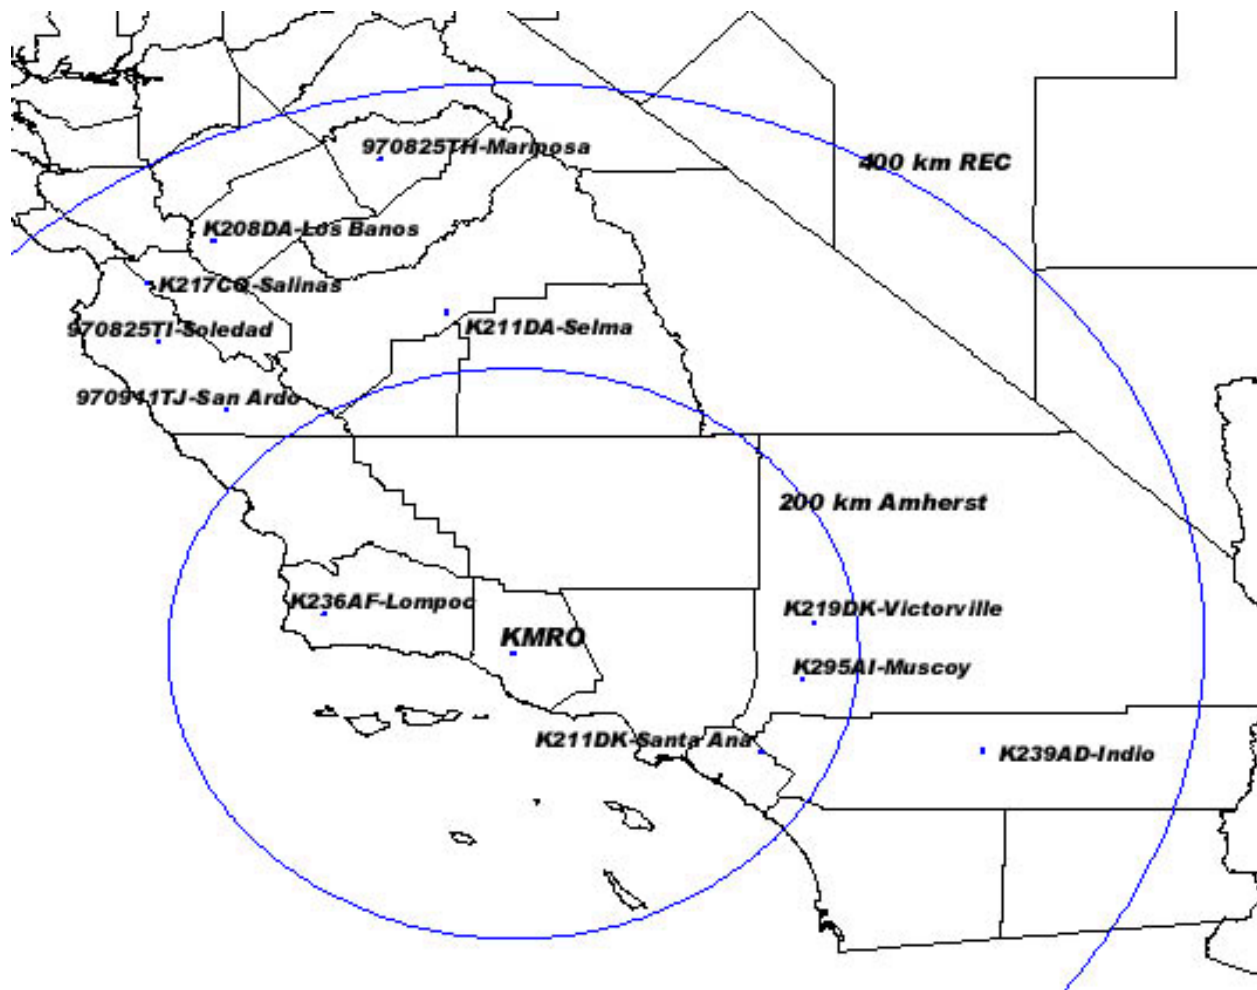 970825TH-Mariposa
400 km REC
K208DA-Los Banos
K217CQ-Salinas
970825TI-Soledad
K211DA-Selma
970911TJ-San Ardo
200 km Amherst
K236AF-Lompoc
K219DK-Victorville
KMRO
K295AI-Muscoy
K211DK-Santa Ana
K239AD-Indio